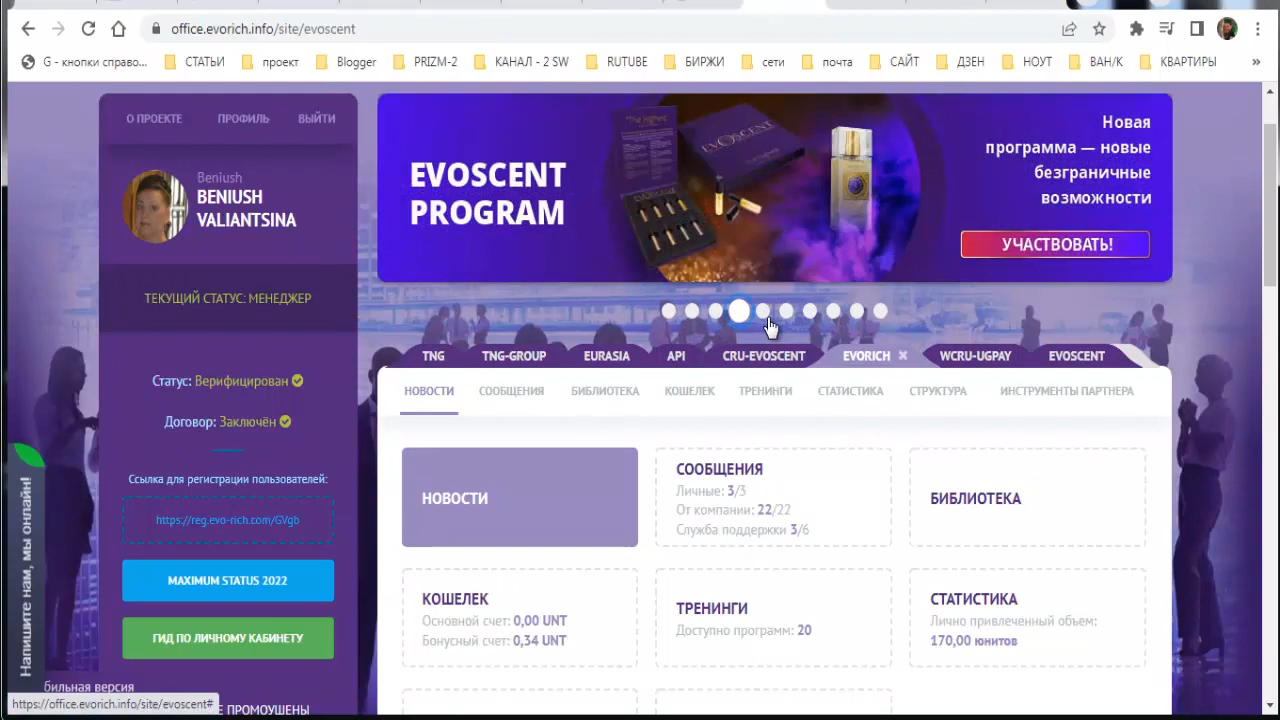 office.evorich.info/site/evoscent
G - кнопки справо...
СТАТЬИ
проект
Blogger
PRIZM-2
КАНАЛ - 2 SW
RUTUBE
БИРЖИ
сети
почта
САЙТ
ДЗЕН
НОУТ
ВАН/К
КВАРТИРЫ
»
О ПРОЕКТЕ
ПРОФИЛЬ
ВЫЙТИ
Beniush
BENIUSH
VALIANTSINA
ТЕКУЩИЙ СТАТУС: МЕНЕДЖЕР
Статус: Верифицирован
Договор: Заключён
Ссылка для регистрации пользователей:
https://reg.evo-rich.com/GVgb
MAXIMUM STATUS 2022
ГИД ПО ЛИЧНОМУ КАБИНЕТУ
Напишите нам, мы онлайн!
бильная версия
https://office.evorich.info/site/evoscent#
Е ПРОМОУШЕНЫ
EVOSCENT
PROGRAM
EVOSCENT
Новая
программа — новые
безграничные
возможности
УЧАСТВОВАТЬ!
TNG
TNG-GROUP
EURASIA
API
CRU-EVOSCENT
EVORICH
WCRU-UGPAY
EVOSCENT
НОВОСТИ
СООБЩЕНИЯ
БИБЛИОТЕКА
КОШЕЛЕК
ТРЕНИНГИ
СТАТИСТИКА
СТРУКТУРА
ИНСТРУМЕНТЫ ПАРТНЕРА
НОВОСТИ
СООБЩЕНИЯ
Личные: 3/3
От компании: 22/22
Служба поддержки 3/6
БИБЛИОТЕКА
КОШЕЛЕК
Основной счет: 0,00 UNT
Бонусный счет: 0,34 UNT
ТРЕНИНГИ
Доступно программ: 20
СТАТИСТИКА
Лично привлеченный объем:
170,00 юнитов